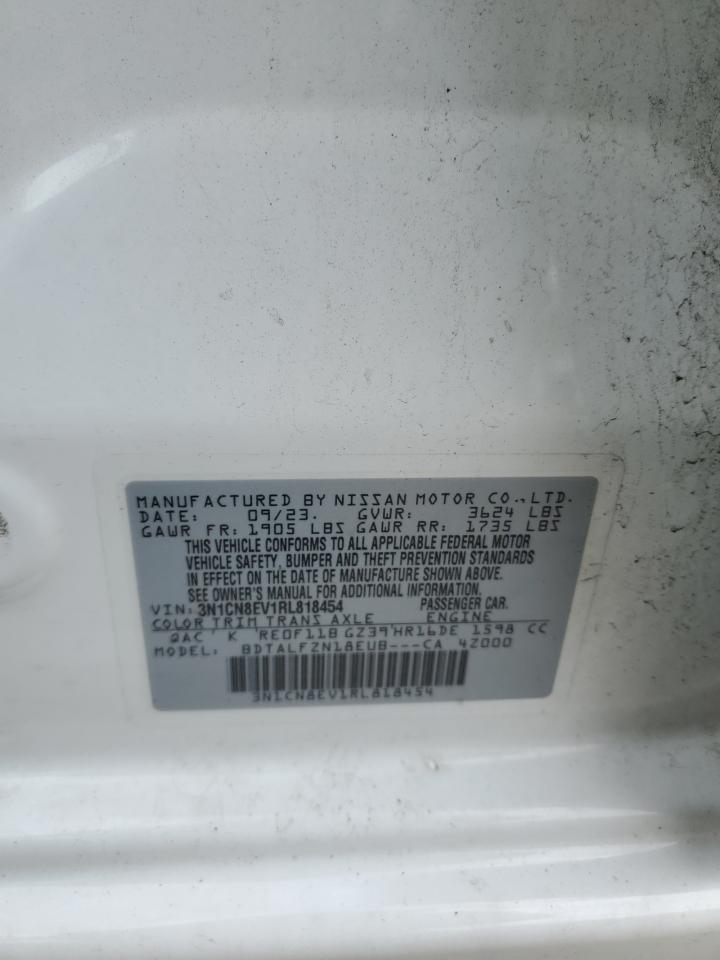 MANUFACTURED BY NISSAN MOTOR CO.,LTD.
DATE: 09/23. GVWR: 3624 LBS
GAWR FR: 1905 LBS GAWR RR: 1735 LBS
THIS VEHICLE CONFORMS TO ALL APPLICABLE FEDERAL MOTOR
VEHICLE SAFETY, BUMPER AND THEFT PREVENTION STANDARDS
IN EFFECT ON THE DATE OF MANUFACTURE SHOWN ABOVE.
SEE OWNER'S MANUAL FOR ADDITIONAL INFORMATION.
VIN: 3N1CN8EV1RL818454 PASSENGER CAR.
COLOR TRIM TRANS AXLE ENGINE
QAC' K 'RE0F11B GZ39'HR16DE 1598 CC
MODEL: BDTALFZN18EUB---CA 4Z000
3N1CN8EV1RL818454